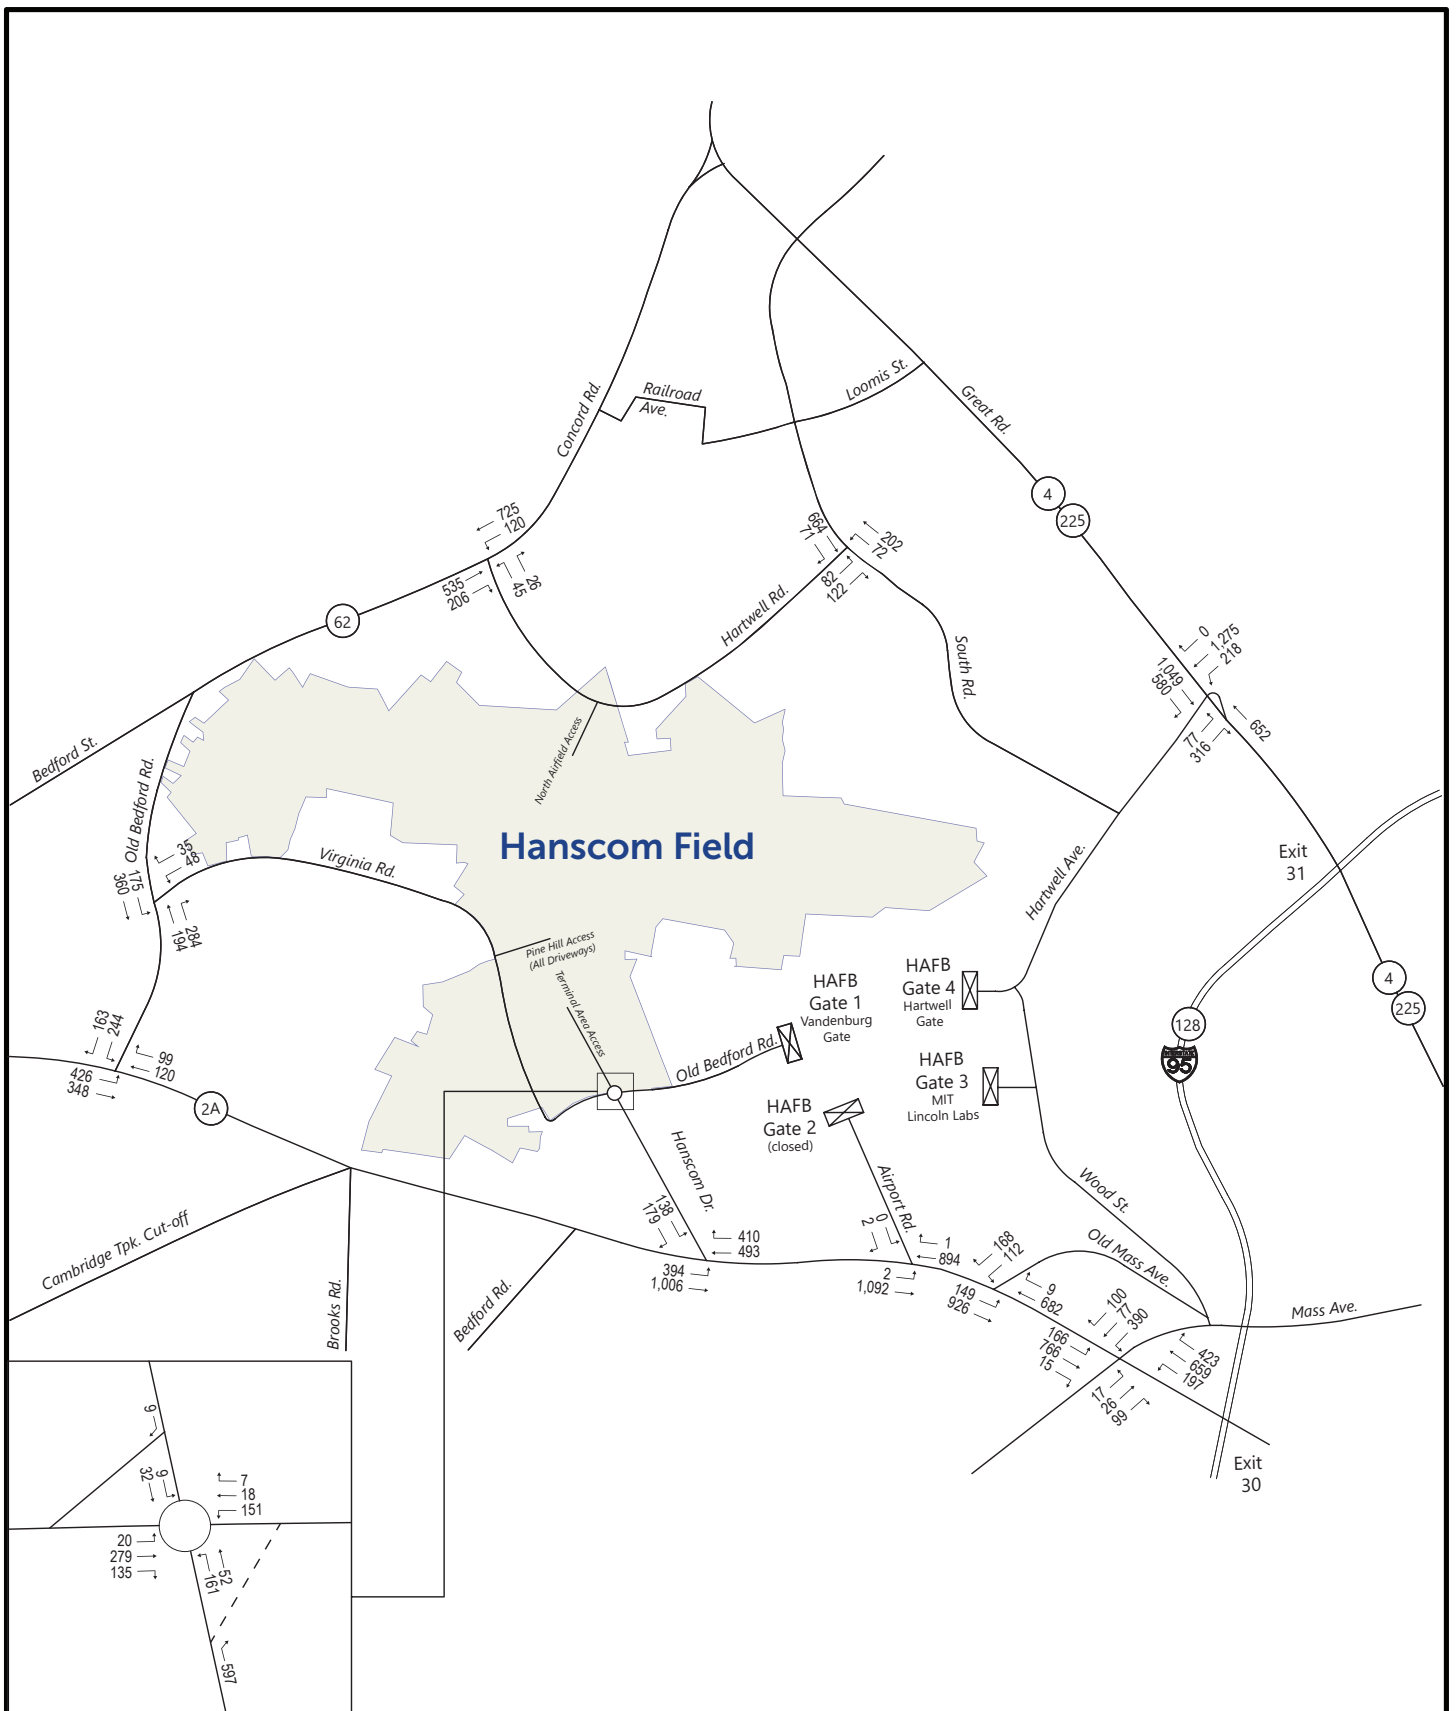 Loomis St.
Railroad
Ave.
Great Rd.
Concord Rd.
4
225
725
120
664
71
202
72
535
206
26
45
82
122
Hartwell Rd.
62
South Rd.
0
1,275
218
1,049
580
652
77
316
Bedford St.
North Airfield Access
Old Bedford Rd.
Hanscom Field
35
48
Virginia Rd.
175
360
Exit
31
Hartwell Ave.
284
194
Pine Hill Access
(All Driveways)
Terminal Area Access
HAFB
Gate 1
Vandenburg
Gate
HAFB
Gate 4
Hartwell
Gate
4
225
163
244
99
120
426
348
128
INTERSTATE
95
Old Bedford Rd.
HAFB
Gate 3
MIT
Lincoln Labs
2A
HAFB
Gate 2
(closed)
Hanscom Dr.
Airport Rd.
Wood St.
138
179
410
493
394
1,006
0
2
1
894
2
1,092
168
112
Old Mass Ave.
149
926
9
682
Cambridge Tpk. Cut-off
Brooks Rd.
Bedford Rd.
Mass Ave.
100
77
390
166
766
15
423
659
197
17
26
99
Exit
30
9
9
32
7
18
151
20
279
135
52
161
597